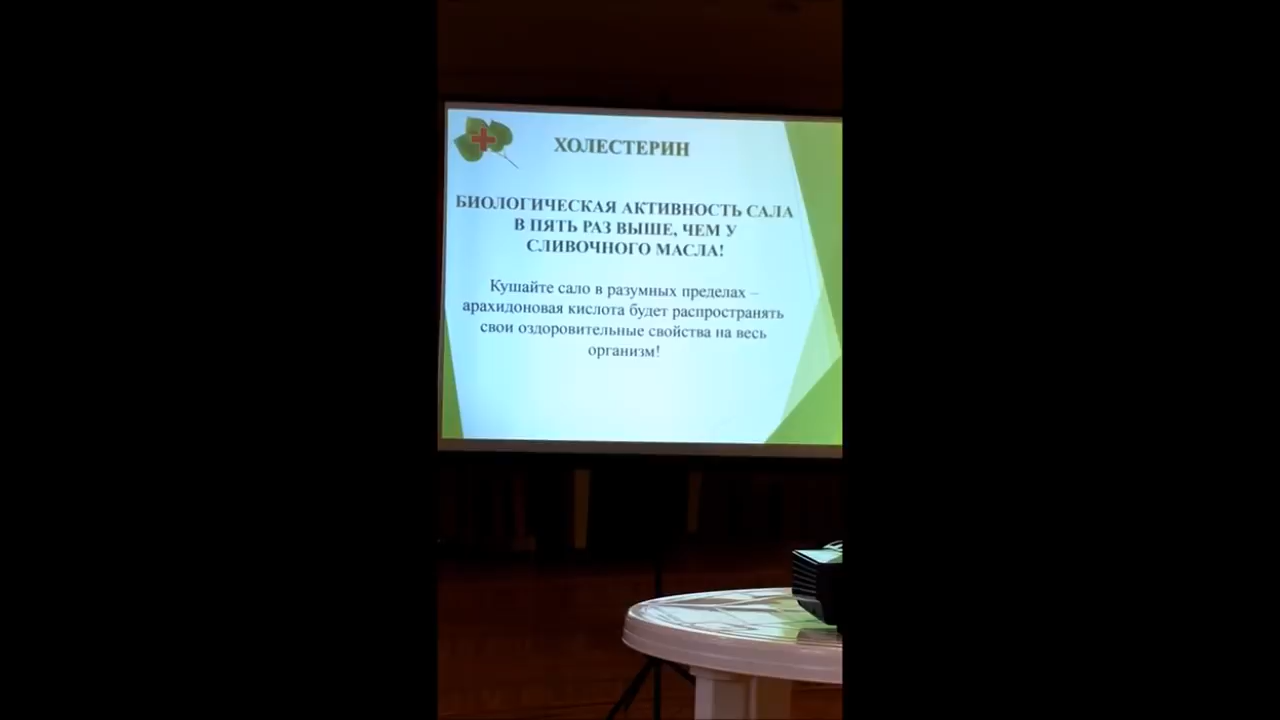 ХОЛЕСТЕРИН
БИОЛОГИЧЕСКАЯ АКТИВНОСТЬ САЛА
В ПЯТЬ РАЗ ВЫШЕ, ЧЕМ У
СЛИВОЧНОГО МАСЛА!
Кушайте сало в разумных пределах –
арахидоновая кислота будет распространять
свои оздоровительные свойства на весь
организм!